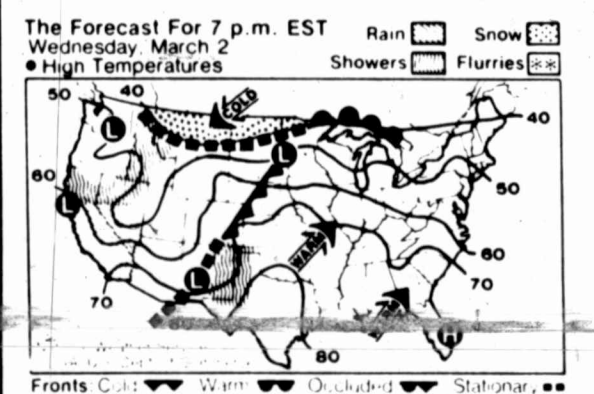 The Forecast For 7 p.m. EST
Wednesday, March 2
● High Temperatures
Rain Snow
Showers Flurries
50 40
COLD
L
40
L
60
50
L
WARM
60
L
70
70
H
80
Fronts: Cold Warm Occluded Stationary